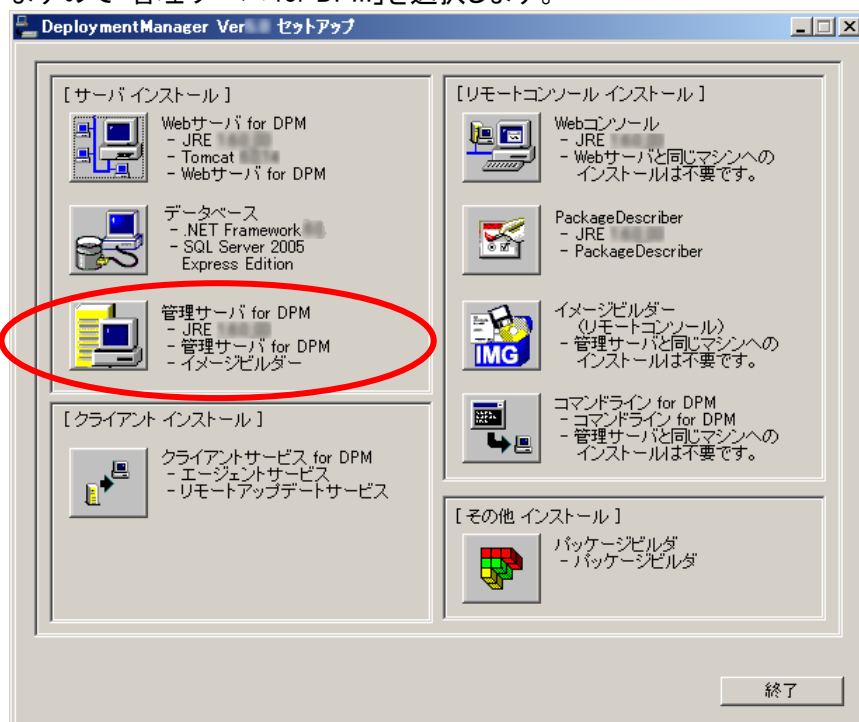 for DPM」を選択します。
DeploymentManager Ver セットアップ
[サーバ インストール]
Webサーバ for DPM
- JRE
- Tomcat
- Webサーバ for DPM
データベース
- .NET Framework
- SQL Server 2005
Express Edition
管理サーバ for DPM
- JRE
- 管理サーバ for DPM
- イメージビルダー
[クライアント インストール]
クライアントサービス for DPM
- エージェントサービス
- リモートアップデートサービス
[リモートコンソール インストール]
Webコンソール
- JRE
- Webサーバと同じマシンへの
インストールは不要です。
PackageDescriber
- JRE
- PackageDescriber
イメージビルダー
(リモートコンソール)
- 管理サーバと同じマシンへの
インストールは不要です。
IMG
コマンドライン for DPM
- コマンドライン for DPM
- 管理サーバと同じマシンへの
インストールは不要です。
[その他 インストール]
パッケージビルダ
- パッケージビルダ
終了